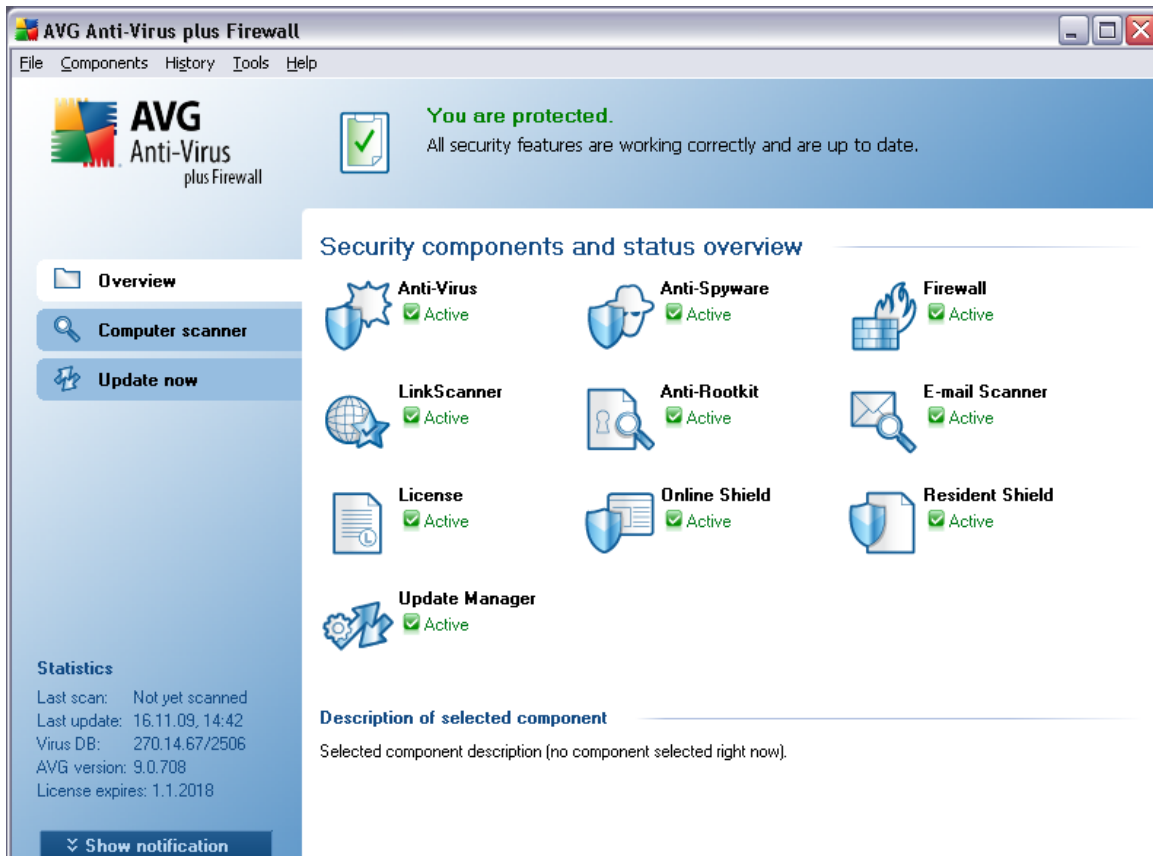 AVG Anti-Virus plus Firewall
File Components History Tools Help
AVG
Anti-Virus
plus Firewall
You are protected.
All security features are working correctly and are up to date.
Overview
Computer scanner
Update now
Security components and status overview
Anti-Virus
Active
Anti-Spyware
Active
Firewall
Active
LinkScanner
Active
Anti-Rootkit
Active
E-mail Scanner
Active
License
Active
Online Shield
Active
Resident Shield
Active
Update Manager
Active
Statistics
Last scan: Not yet scanned
Last update: 16.11.09, 14:42
Virus DB: 270.14.67/2506
AVG version: 9.0.708
License expires: 1.1.2018
Show notification
Description of selected component
Selected component description (no component selected right now).